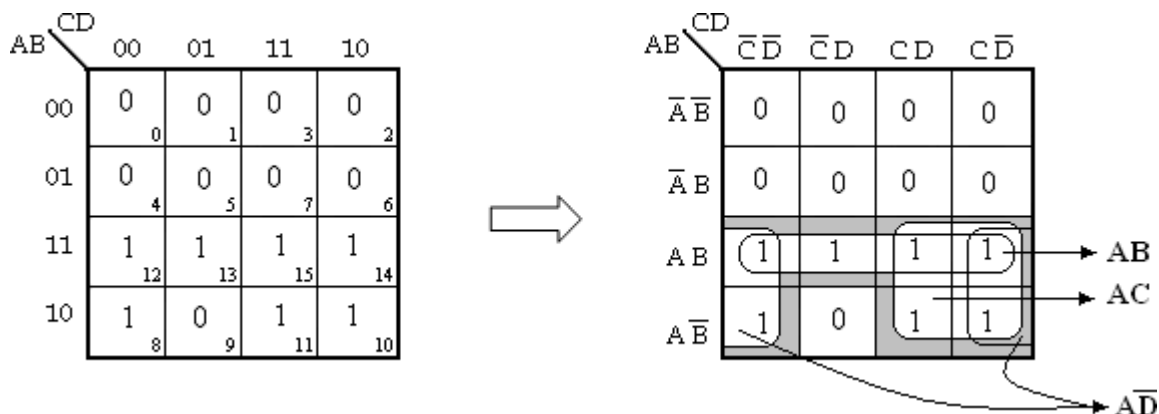 CD
AB 00 01 11 10
00 0 0 0 0
0 1 3 2
01 0 0 0 0
4 5 7 6
11 1 1 1 1
12 13 15 14
10 1 0 1 1
8 9 11 10
CD
AB C̅D̅ C̅D CD CD̅
A̅B̅ 0 0 0 0
A̅B 0 0 0 0
AB 1 1 1 1 AB
AC
AB̅ 1 0 1 1
AD̅